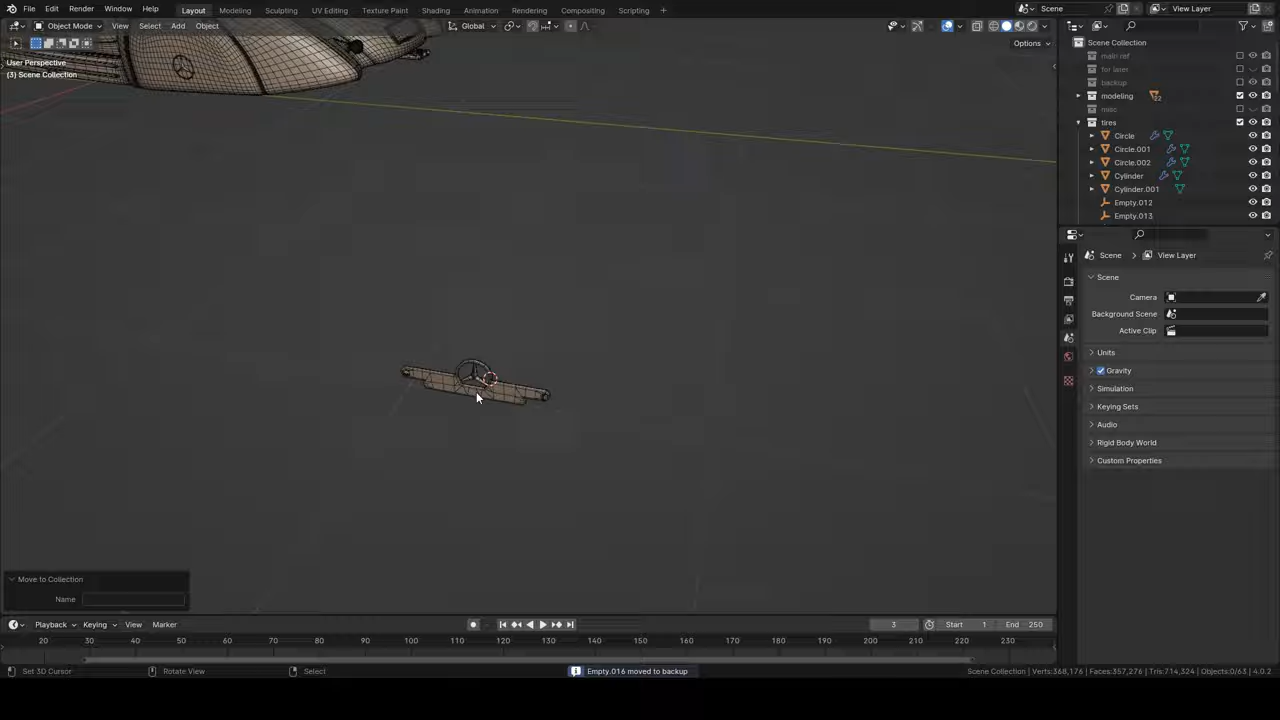 File Edit Render Window Help Layout Modeling Sculpting UV Editing Texture Paint Shading Animation Rendering Compositing Scripting + Scene View Layer
Object Mode View Select Add Object Global
Options
User Perspective
(3) Scene Collection
Scene Collection
main ref
for later
backup
modeling 22
tires
Circle
Circle.001
Circle.002
Cylinder
Cylinder.001
Empty.012
Empty.013
Scene View Layer
Scene
Camera
Background Scene
Active Clip
Units
Gravity
Simulation
Keying Sets
Audio
Rigid Body World
Custom Properties
Move to Collection
Name
Playback Keying View Marker 3 Start 1 End 250
20 30 40 50 60 70 80 90 100 110 120 130 140 150 160 170 180 190 200 210 220 230
Set 3D Cursor Rotate View Select Empty.016 moved to backup Scene Collection | Verts:368,176 | Faces:357,276 | Tris:714,324 | Objects:0/63 | 4.0.2